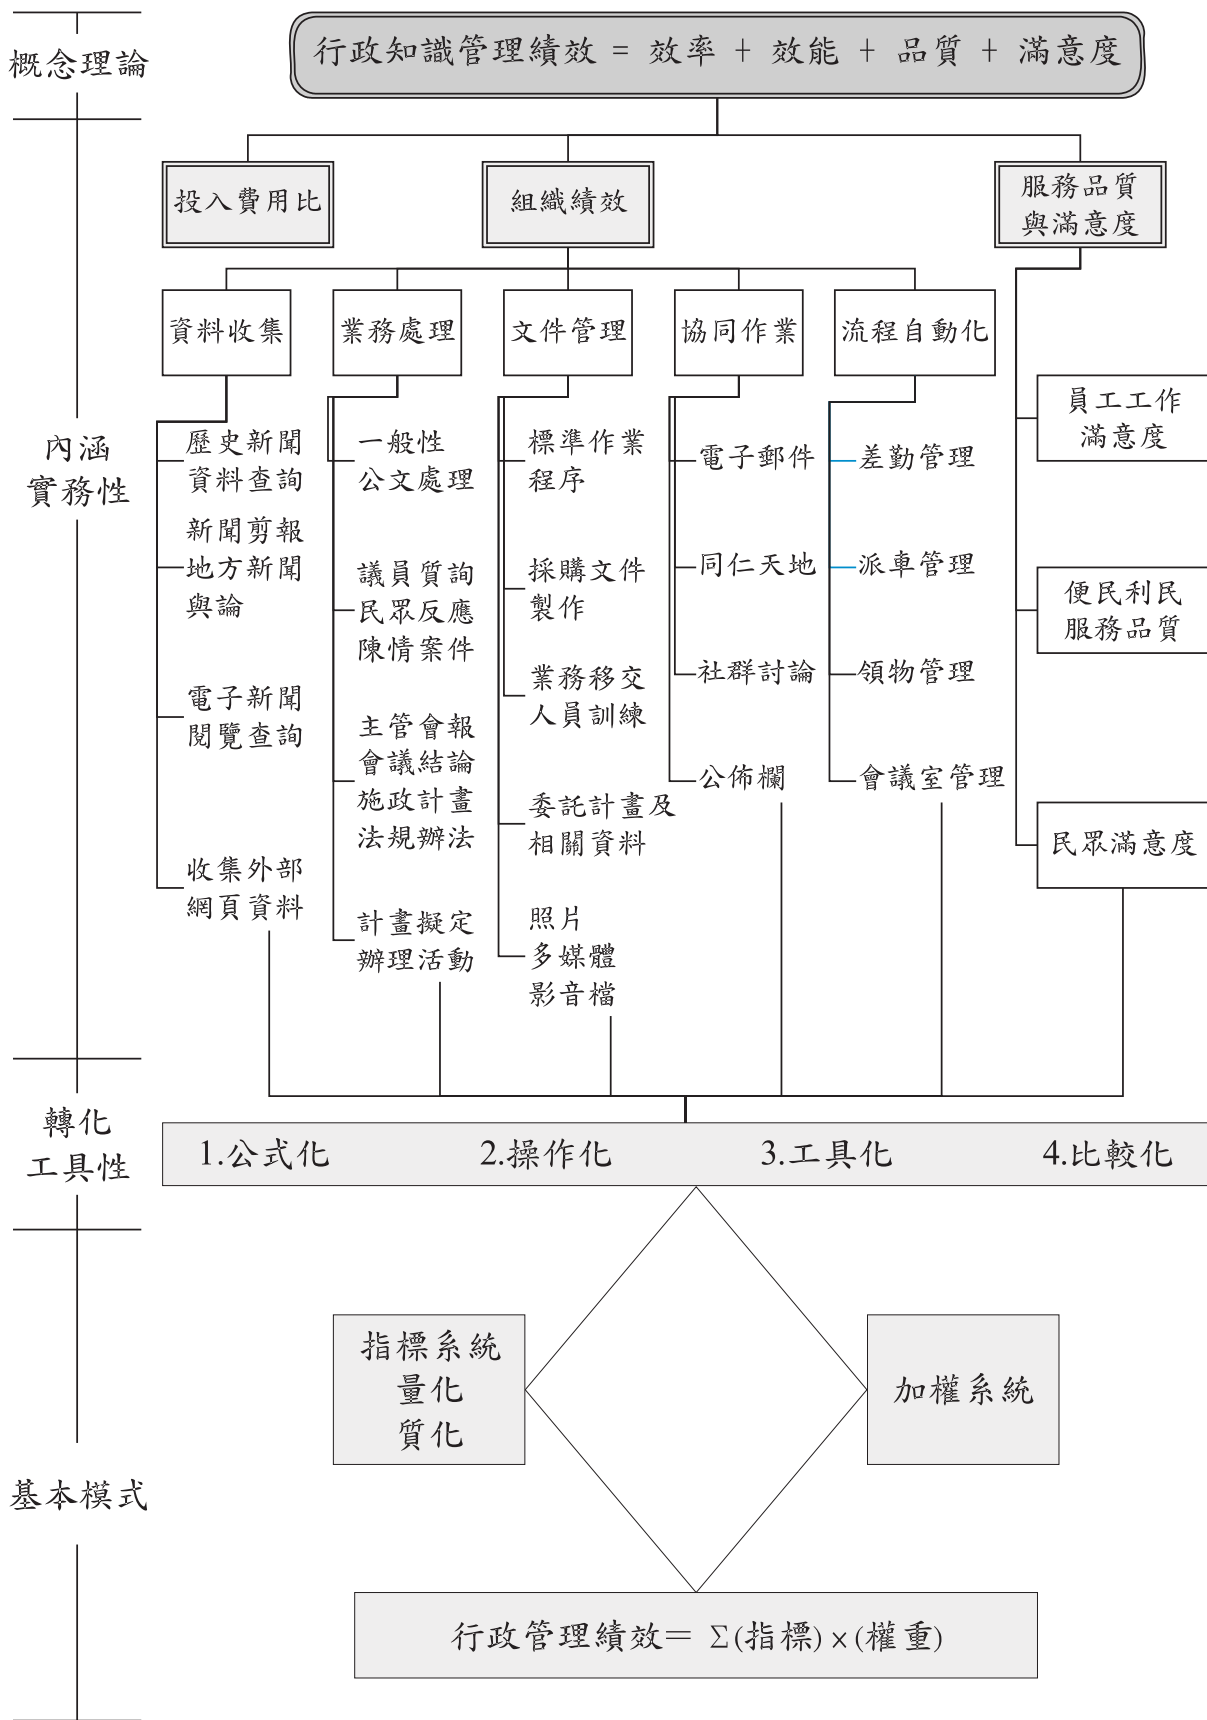 概念理論
行政知識管理績效 = 效率 + 效能 + 品質 + 滿意度
投入費用比
組織績效
服務品質
與滿意度
內涵
實務性
資料收集
業務處理
文件管理
協同作業
流程自動化
歷史新聞
資料查詢
新聞剪報
地方新聞
與論
電子新聞
閱覽查詢
收集外部
網頁資料
一般性
公文處理
議員質詢
民眾反應
陳情案件
主管會報
會議結論
施政計畫
法規辦法
計畫擬定
辦理活動
標準作業
程序
採購文件
製作
業務移交
人員訓練
委託計畫及
相關資料
照片
多媒體
影音檔
電子郵件
同仁天地
社群討論
公佈欄
差勤管理
派車管理
領物管理
會議室管理
員工工作
滿意度
便民利民
服務品質
民眾滿意度
轉化
工具性
1.公式化
2.操作化
3.工具化
4.比較化
基本模式
指標系統
量化
質化
加權系統
行政管理績效＝ Σ(指標)×(權重)